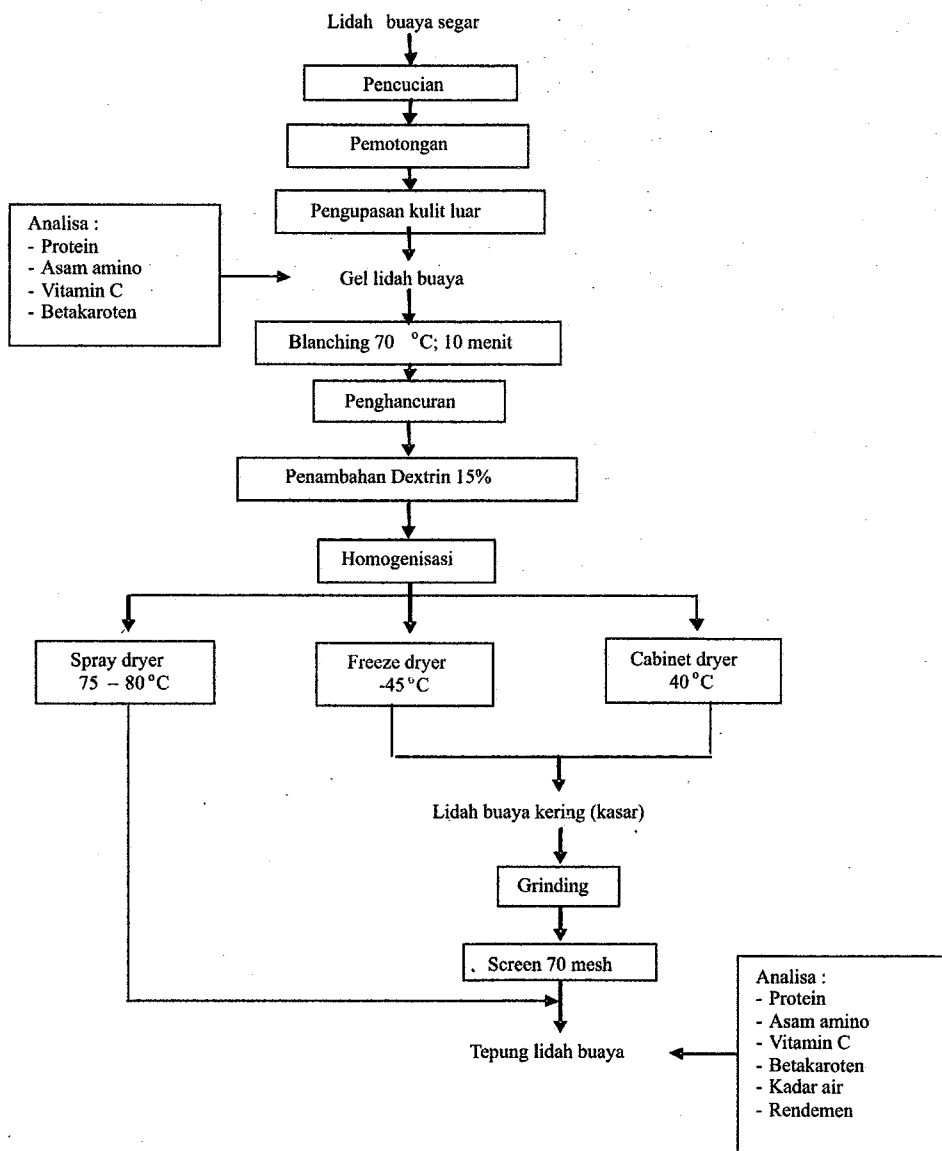 Lidah buaya segar
Pencucian
Pemotongan
Pengupasan kulit luar
Analisa :
- Protein
- Asam amino
- Vitamin C
- Betakaroten
Gel lidah buaya
Blanching 70 °C; 10 menit
Penghancuran
Penambahan Dextrin 15%
Homogenisasi
Spray dryer
75 – 80 °C
Freeze dryer
-45 °C
Cabinet dryer
40 °C
Lidah buaya kering (kasar)
Grinding
Screen 70 mesh
Tepung lidah buaya
Analisa :
- Protein
- Asam amino
- Vitamin C
- Betakaroten
- Kadar air
- Rendemen